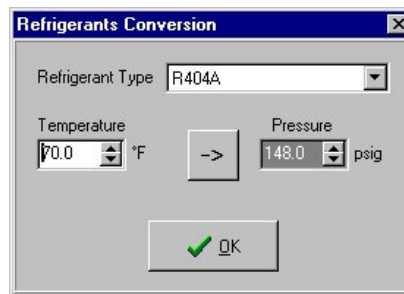 Refrigerants Conversion
Refrigerant Type R404A
Temperature Pressure
70.0 °F -> 148.0 psig
OK